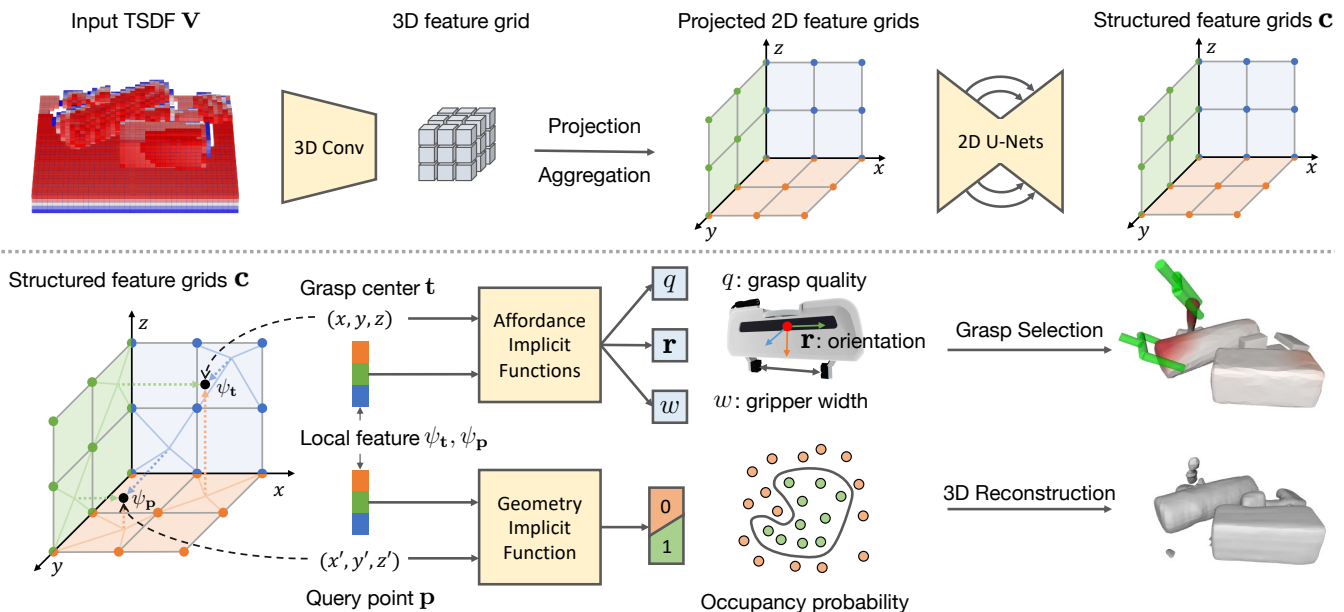 Input TSDF V
3D feature grid
Projected 2D feature grids
Structured feature grids c
3D Conv
Projection
Aggregation
z
x
y
2D U-Nets
z
x
y
Structured feature grids c
z
x
y
ψt
ψp
Grasp center t
(x, y, z)
Local feature ψt, ψp
(x′, y′, z′)
Query point p
Affordance
Implicit
Functions
Geometry
Implicit
Function
q
r
w
0
1
q: grasp quality
r: orientation
w: gripper width
Occupancy probability
Grasp Selection
3D Reconstruction